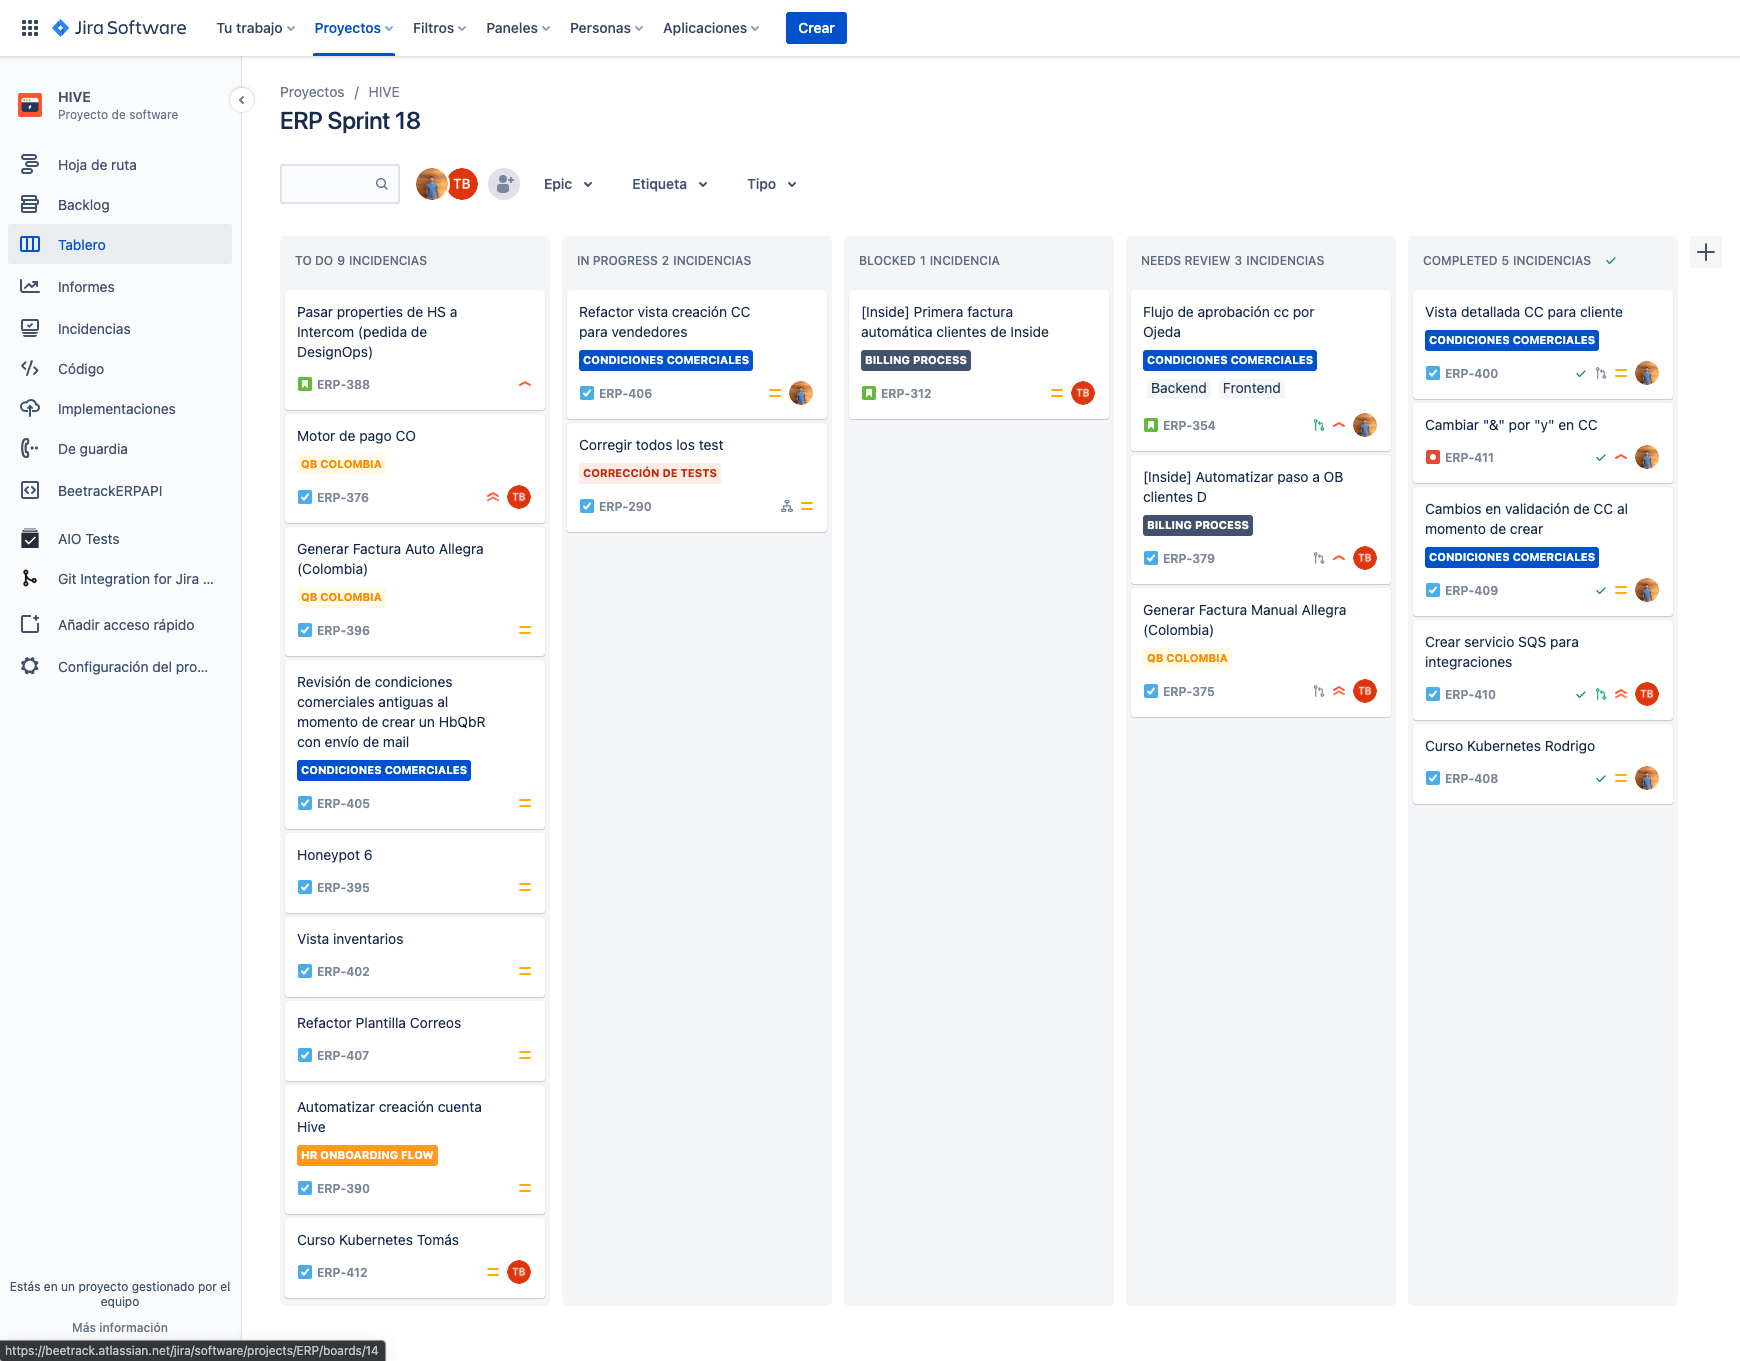 Jira Software
Tu trabajo
Proyectos
Filtros
Paneles
Personas
Aplicaciones
Crear
HIVE
Proyecto de software
Hoja de ruta
Backlog
Tablero
Informes
Incidencias
Código
Implementaciones
De guardia
BeetrackERPAPI
AIO Tests
Git Integration for Jira ...
Añadir acceso rápido
Configuración del pro...
Estás en un proyecto gestionado por el
equipo
Más información
https://beetrack.atlassian.net/jira/software/projects/ERP/boards/14
Proyectos / HIVE
ERP Sprint 18
TB
Epic
Etiqueta
Tipo
TO DO 9 INCIDENCIAS
Pasar properties de HS a
Intercom (pedida de
DesignOps)
ERP-388
Motor de pago CO
QB COLOMBIA
ERP-376
TB
Generar Factura Auto Allegra
(Colombia)
QB COLOMBIA
ERP-396
Revisión de condiciones
comerciales antiguas al
momento de crear un HbQbR
con envío de mail
CONDICIONES COMERCIALES
ERP-405
Honeypot 6
ERP-395
Vista inventarios
ERP-402
Refactor Plantilla Correos
ERP-407
Automatizar creación cuenta
Hive
HR ONBOARDING FLOW
ERP-390
Curso Kubernetes Tomás
ERP-412
TB
IN PROGRESS 2 INCIDENCIAS
Refactor vista creación CC
para vendedores
CONDICIONES COMERCIALES
ERP-406
Corregir todos los test
CORRECCIÓN DE TESTS
ERP-290
BLOCKED 1 INCIDENCIA
[Inside] Primera factura
automática clientes de Inside
BILLING PROCESS
ERP-312
TB
NEEDS REVIEW 3 INCIDENCIAS
Flujo de aprobación cc por
Ojeda
CONDICIONES COMERCIALES
Backend Frontend
ERP-354
[Inside] Automatizar paso a OB
clientes D
BILLING PROCESS
ERP-379
TB
Generar Factura Manual Allegra
(Colombia)
QB COLOMBIA
ERP-375
TB
COMPLETED 5 INCIDENCIAS
Vista detallada CC para cliente
CONDICIONES COMERCIALES
ERP-400
Cambiar "&" por "y" en CC
ERP-411
Cambios en validación de CC al
momento de crear
CONDICIONES COMERCIALES
ERP-409
Crear servicio SQS para
integraciones
ERP-410
TB
Curso Kubernetes Rodrigo
ERP-408